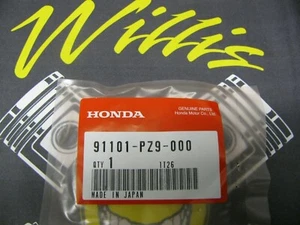 Willis
HONDA
GENUINE PARTS
Honda Motor Co., Ltd.
91101-PZ9-000
QTY 1 1126
MADE IN JAPAN